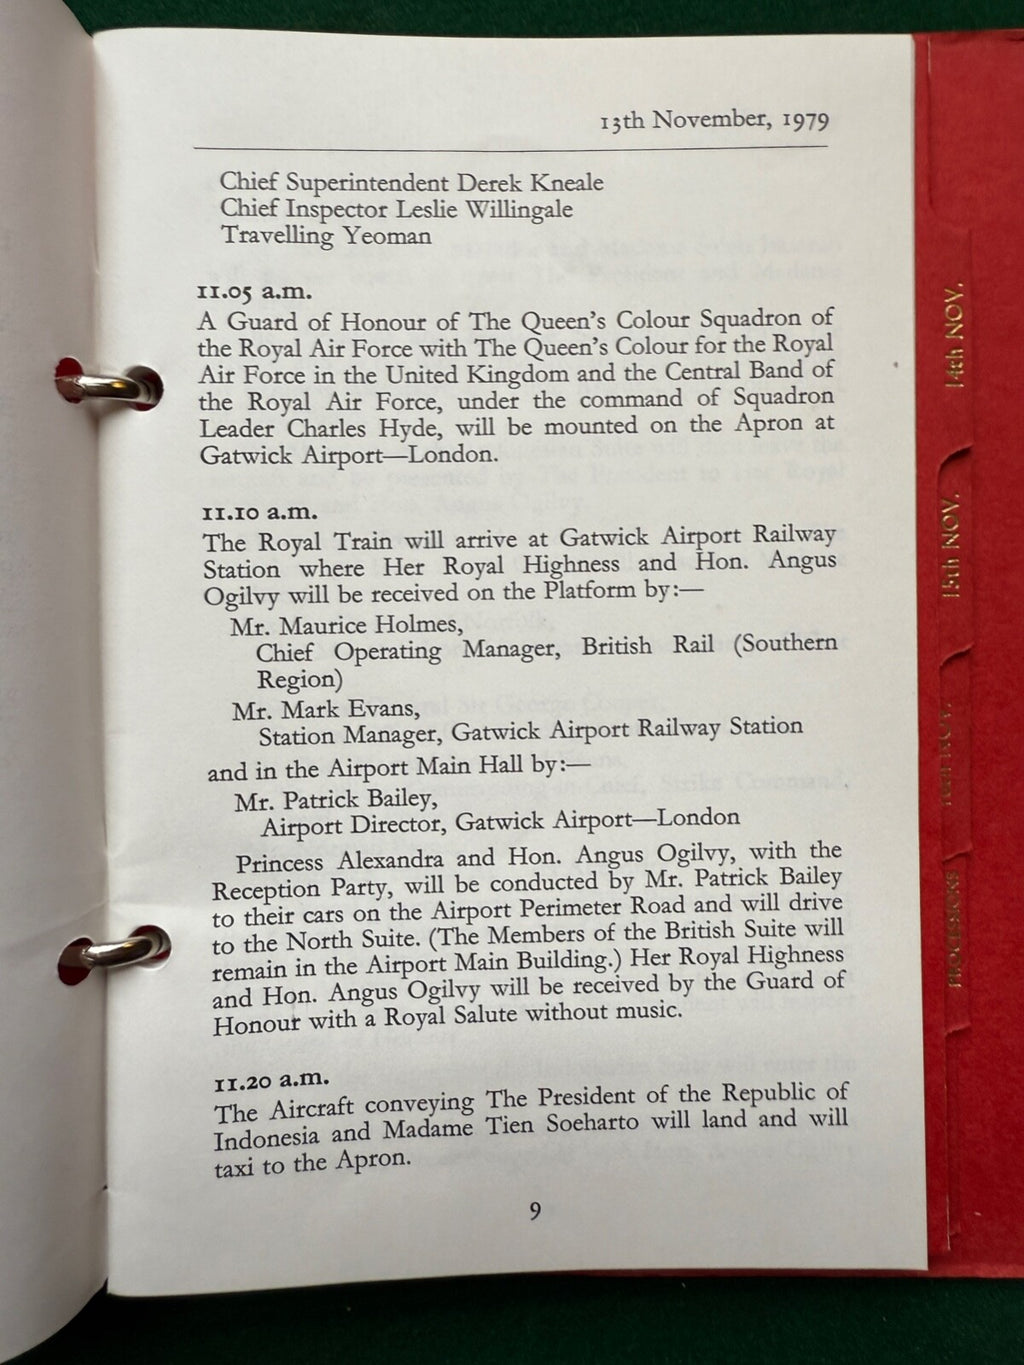 13th November, 1979
Chief Superintendent Derek Kneale
Chief Inspector Leslie Willingale
Travelling Yeoman
11.05 a.m.
A Guard of Honour of The Queen's Colour Squadron of
the Royal Air Force with The Queen's Colour for the Royal
Air Force in the United Kingdom and the Central Band of
the Royal Air Force, under the command of Squadron
Leader Charles Hyde, will be mounted on the Apron at
Gatwick Airport—London.
11.10 a.m.
The Royal Train will arrive at Gatwick Airport Railway
Station where Her Royal Highness and Hon. Angus
Ogilvy will be received on the Platform by:—
Mr. Maurice Holmes,
Chief Operating Manager, British Rail (Southern
Region)
Mr. Mark Evans,
Station Manager, Gatwick Airport Railway Station
and in the Airport Main Hall by:—
Mr. Patrick Bailey,
Airport Director, Gatwick Airport—London
Princess Alexandra and Hon. Angus Ogilvy, with the
Reception Party, will be conducted by Mr. Patrick Bailey
to their cars on the Airport Perimeter Road and will drive
to the North Suite. (The Members of the British Suite will
remain in the Airport Main Building.) Her Royal Highness
and Hon. Angus Ogilvy will be received by the Guard of
Honour with a Royal Salute without music.
11.20 a.m.
The Aircraft conveying The President of the Republic of
Indonesia and Madame Tien Soeharto will land and will
taxi to the Apron.
9
14th NOV.
15th NOV.
NOV.
PROCESSIONS